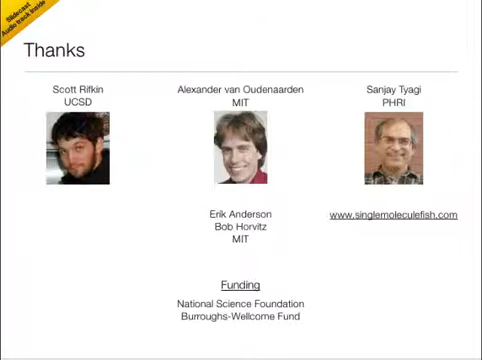 Slidecast
Audio track inside
Thanks
Scott Rifkin
UCSD
Alexander van Oudenaarden
MIT
Sanjay Tyagi
PHRI
Erik Anderson
Bob Horvitz
MIT
www.singlemoleculefish.com
Funding
National Science Foundation
Burroughs-Wellcome Fund